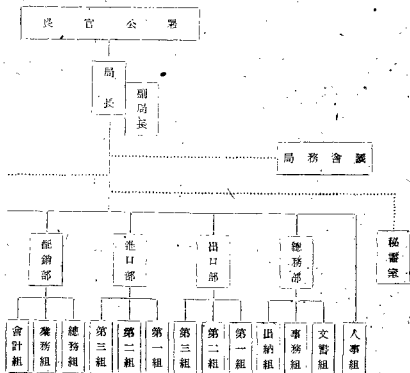 長官公署
局長
副局長
局務會議
秘書室
總務部
出口部
進口部
配銷部
人事組
文書組
事務組
出納組
第一組
第二組
第三組
第一組
第二組
第三組
總務組
業務組
會計組